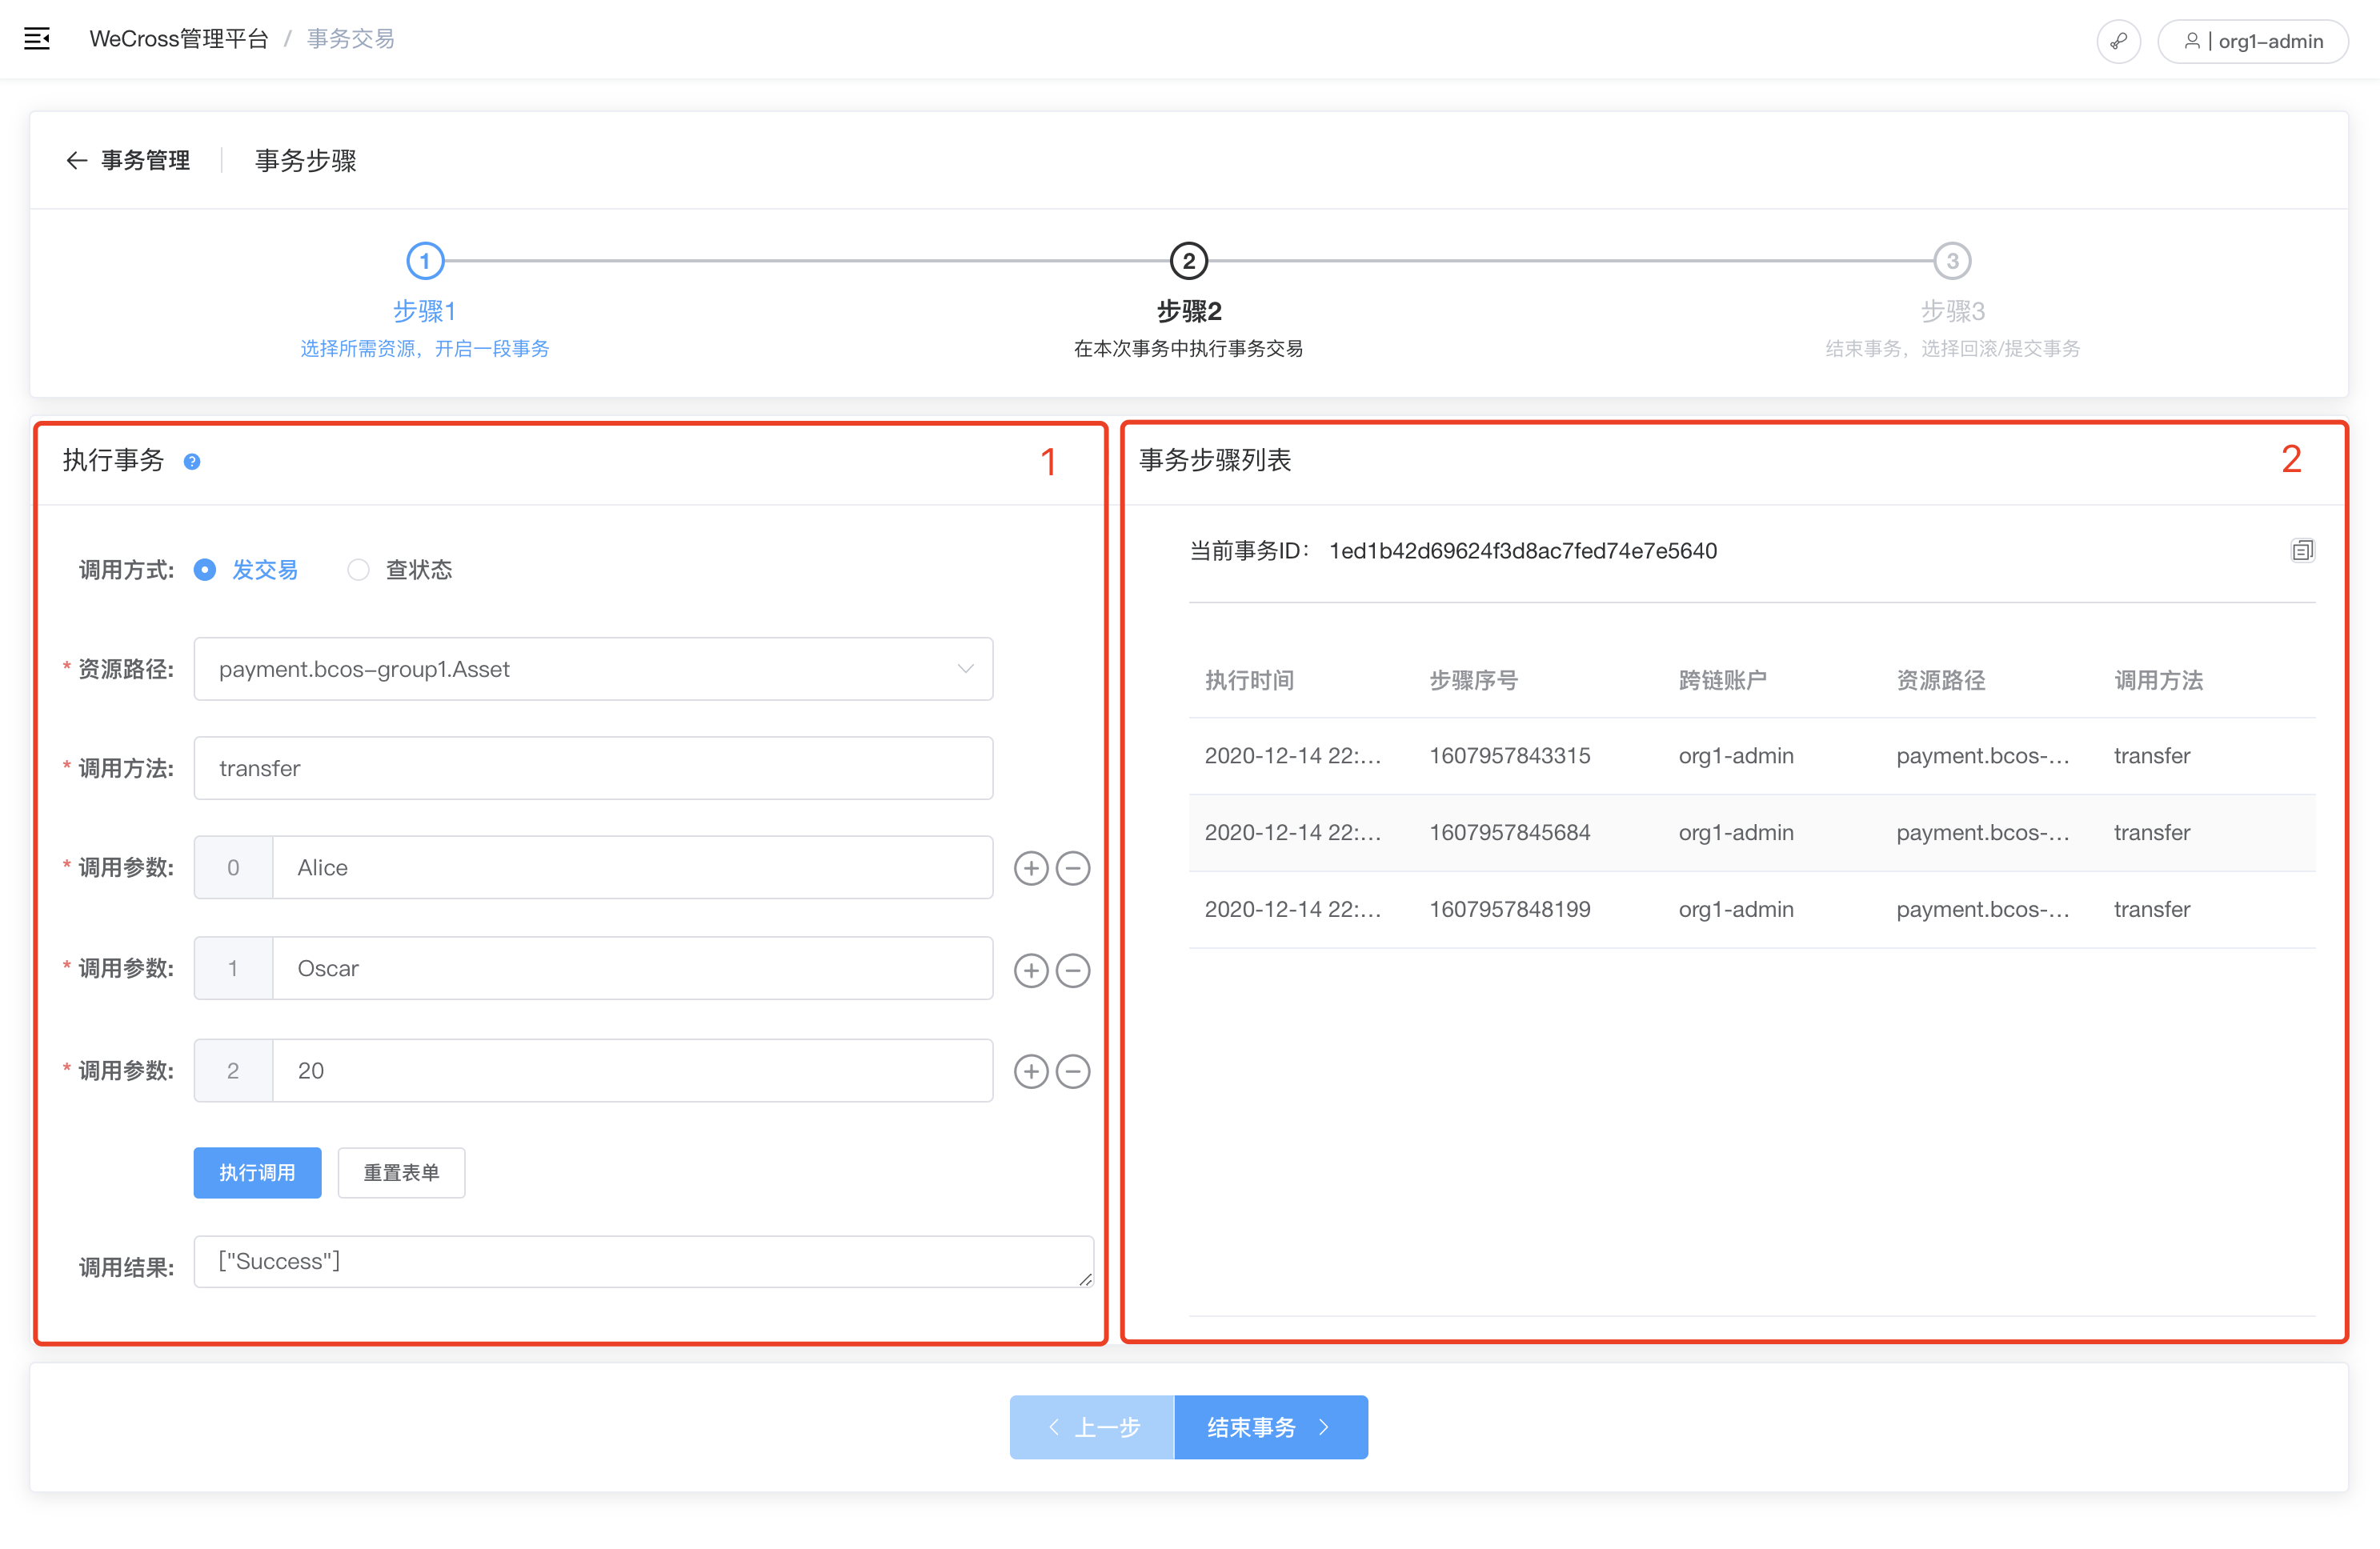 WeCross管理平台 / 事务交易
org1-admin
事务管理 事务步骤
1 2 3
步骤1 步骤2 步骤3
选择所需资源，开启一段事务 在本次事务中执行事务交易 结束事务，选择回滚/提交事务
执行事务 ? 1
调用方式: 发交易 查状态
* 资源路径: payment.bcos-group1.Asset
* 调用方法: transfer
* 调用参数: 0 Alice
* 调用参数: 1 Oscar
* 调用参数: 2 20
执行调用 重置表单
调用结果: ["Success"]
事务步骤列表 2
当前事务ID： 1ed1b42d69624f3d8ac7fed74e7e5640
执行时间 步骤序号 跨链账户 资源路径 调用方法
2020-12-14 22:... 1607957843315 org1-admin payment.bcos-... transfer
2020-12-14 22:... 1607957845684 org1-admin payment.bcos-... transfer
2020-12-14 22:... 1607957848199 org1-admin payment.bcos-... transfer
上一步 结束事务